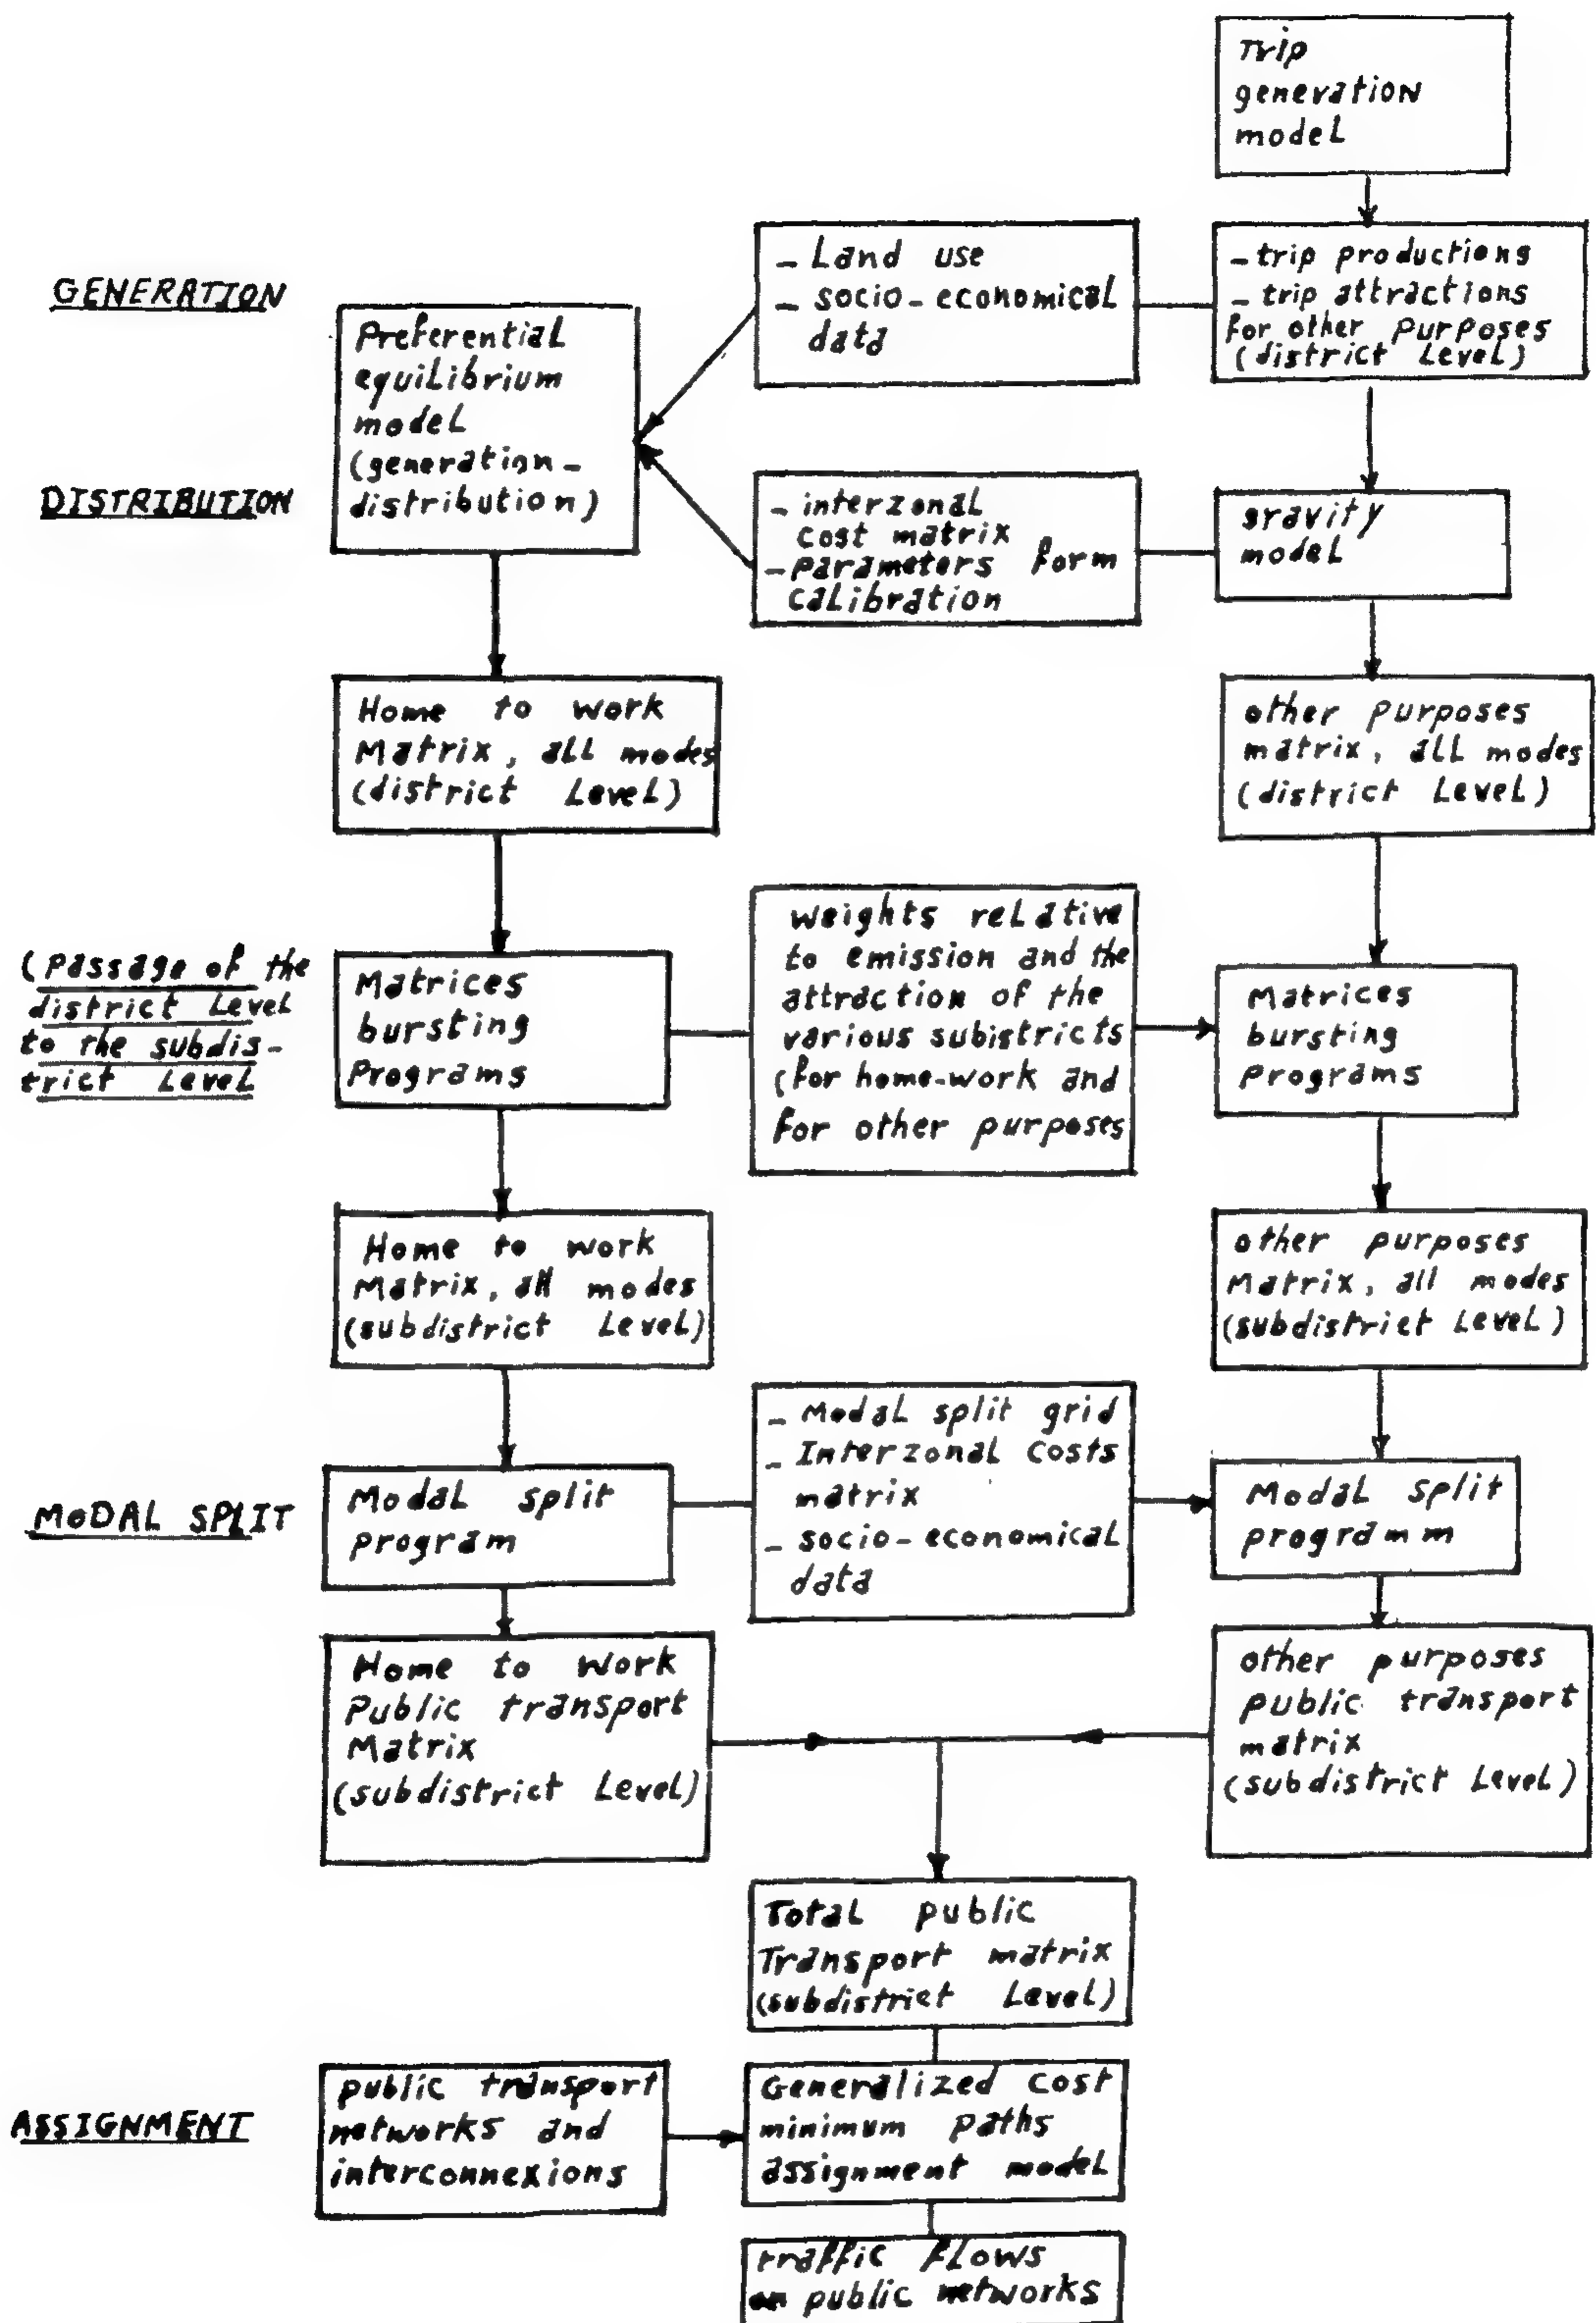 Trip
generation
model
GENERATION
- Land use
- socio-economical
data
- trip productions
- trip attractions
for other purposes
(district Level)
Preferential
equilibrium
model
(generation-
distribution)
DISTRIBUTION
- interzonal
cost matrix
- parameters form
calibration
gravity
model
Home to work
Matrix, all modes
(district Level)
other purposes
matrix, all modes
(district Level)
(Passage of the
district Level
to the subdis-
trict Level
Matrices
bursting
Programs
weights relative
to emission and the
attraction of the
various subistricts
(for home-work and
for other purposes
Matrices
bursting
programs
Home to work
Matrix, all modes
(subdistrict Level)
other purposes
Matrix, all modes
(subdistrict Level)
MODAL SPLIT
Modal split
program
- Modal split grid
- Interzonal costs
matrix
- socio-economical
data
Modal split
programm
Home to work
Public transport
Matrix
(subdistrict Level)
other purposes
public transport
matrix
(subdistrict Level)
Total public
Transport matrix
(subdistrict Level)
ASSIGNMENT
public transport
networks and
interconnexions
Generalized cost
minimum paths
assignment model
traffic flows
on public networks